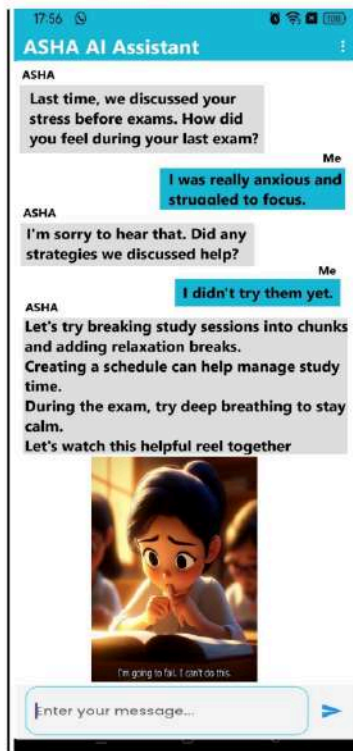 17:56
100
ASHA AI Assistant
ASHA
Last time, we discussed your
stress before exams. How did
you feel during your last exam?
Me
I was really anxious and
struggled to focus.
ASHA
I'm sorry to hear that. Did any
strategies we discussed help?
Me
I didn't try them yet.
ASHA
Let's try breaking study sessions into chunks
and adding relaxation breaks.
Creating a schedule can help manage study
time.
During the exam, try deep breathing to stay
calm.
Let's watch this helpful reel together
I'm going to fail. I can't do this.
Enter your message...